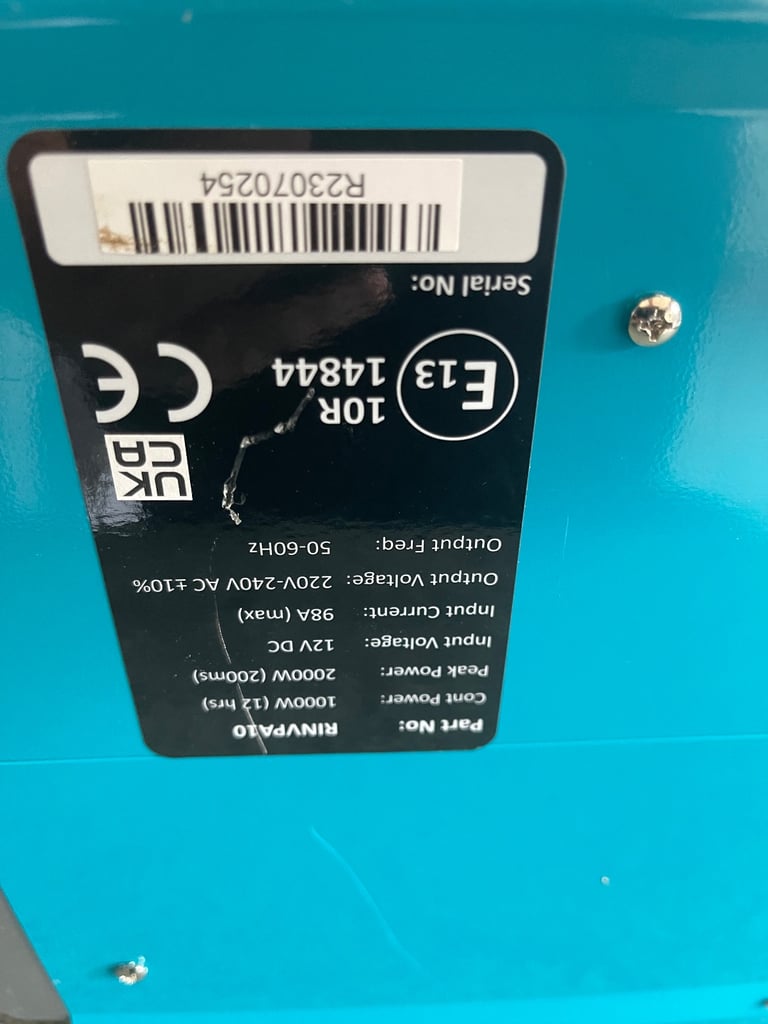 Part No: RINVPA10
Cont Power: 1000W (12 hrs)
Peak Power: 2000W (200ms)
Input Voltage: 12V DC
Input Current: 98A (max)
Output Voltage: 220V-240V AC ±10%
Output Freq: 50-60Hz
UK
CA
E13 10R
14844
CE
Serial No:
R23070254